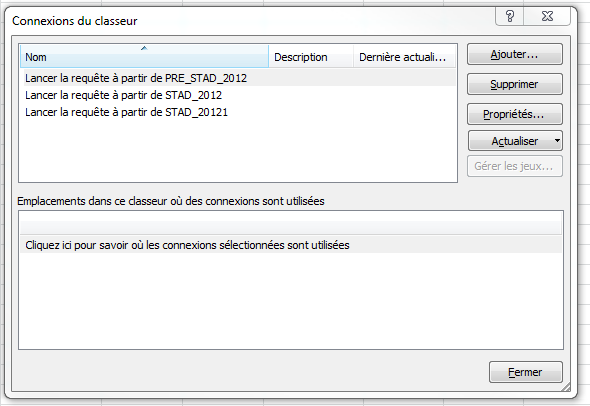 Connexions du classeur
Nom Description Dernière actuali...
Lancer la requête à partir de PRE_STAD_2012
Lancer la requête à partir de STAD_2012
Lancer la requête à partir de STAD_20121
Ajouter...
Supprimer
Propriétés...
Actualiser
Gérer les jeux...
Emplacements dans ce classeur où des connexions sont utilisées
Cliquez ici pour savoir où les connexions sélectionnées sont utilisées
Fermer